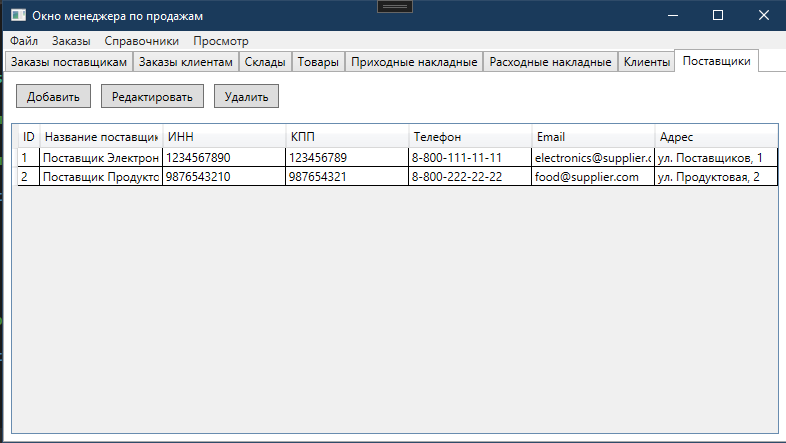 Окно менеджера по продажам
Файл Заказы Справочники Просмотр
Заказы поставщикам Заказы клиентам Склады Товары Приходные накладные Расходные накладные Клиенты Поставщики
Добавить Редактировать Удалить
ID Название поставщик ИНН КПП Телефон Email Адрес
1 Поставщик Электрон 1234567890 123456789 8-800-111-11-11 electronics@supplier.c ул. Поставщиков, 1
2 Поставщик Продукто 9876543210 987654321 8-800-222-22-22 food@supplier.com ул. Продуктовая, 2